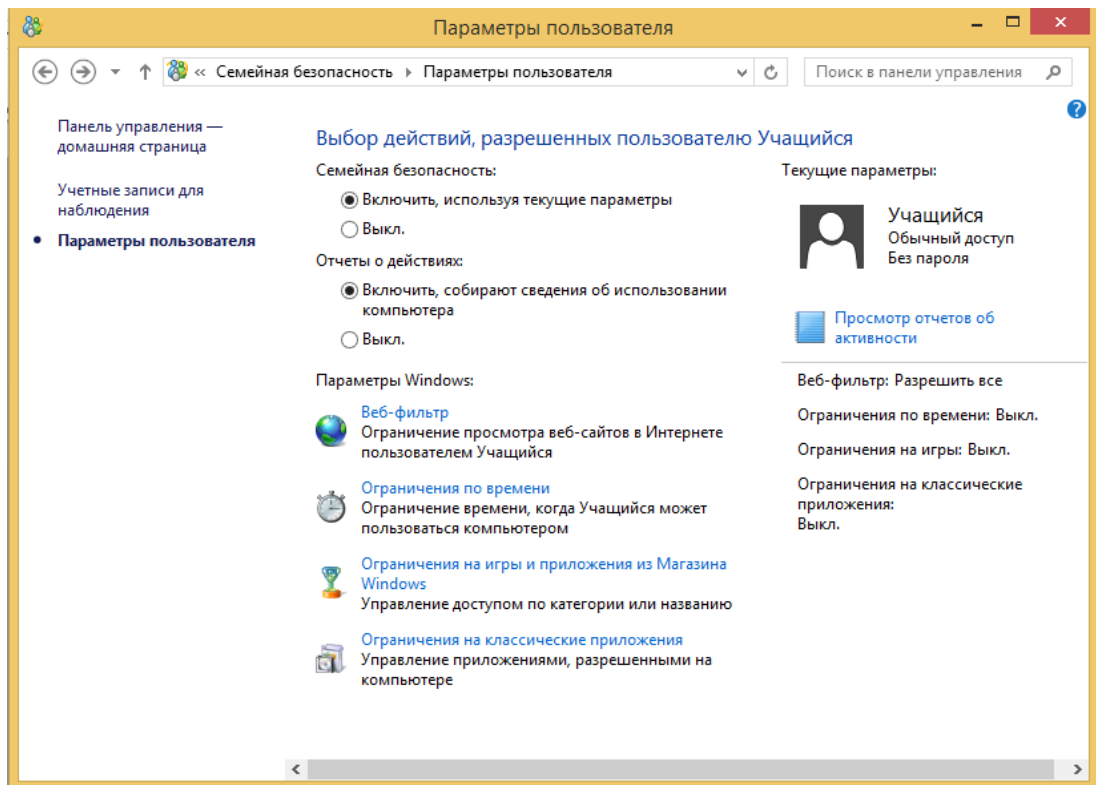 Параметры пользователя
« Семейная безопасность Параметры пользователя
Поиск в панели управления
Панель управления —
домашняя страница
Учетные записи для
наблюдения
Параметры пользователя
Выбор действий, разрешенных пользователю Учащийся
Семейная безопасность:
Включить, используя текущие параметры
Выкл.
Отчеты о действиях:
Включить, собирают сведения об использовании
компьютера
Выкл.
Параметры Windows:
Веб-фильтр
Ограничение просмотра веб-сайтов в Интернете
пользователем Учащийся
Ограничения по времени
Ограничение времени, когда Учащийся может
пользоваться компьютером
Ограничения на игры и приложения из Магазина
Windows
Управление доступом по категории или названию
Ограничения на классические приложения
Управление приложениями, разрешенными на
компьютере
Текущие параметры:
Учащийся
Обычный доступ
Без пароля
Просмотр отчетов об
активности
Веб-фильтр: Разрешить все
Ограничения по времени: Выкл.
Ограничения на игры: Выкл.
Ограничения на классические
приложения:
Выкл.